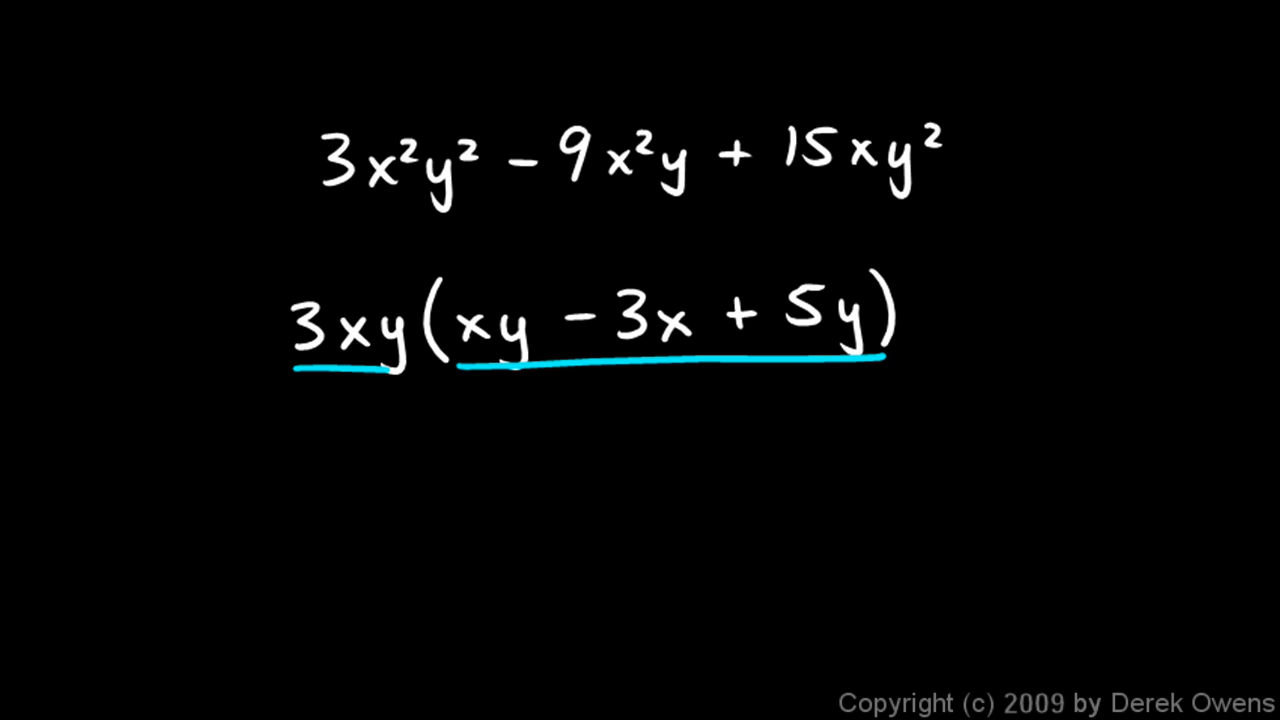 3x²y² - 9x²y + 15xy²
3xy(xy - 3x + 5y)
Copyright (c) 2009 by Derek Owens